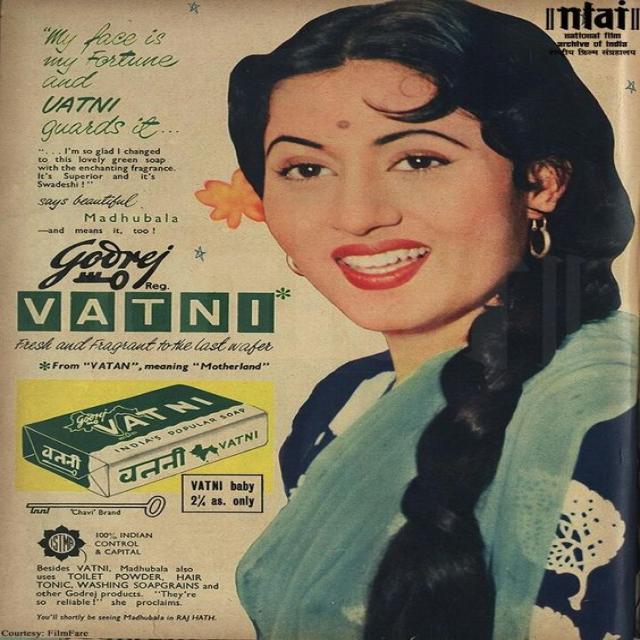 nfai
national film
archive of india
राष्ट्रीय फिल्म संग्रहालय
"My face is
my Fortune
and
VATNI
guards it...
". . . I'm so glad I changed
to this lovely green soap
with the enchanting fragrance.
It's Superior and it's
Swadeshi !"
says beautiful
Madhubala
—and means it, too !
Godrej
Reg.
VATNI*
Fresh and Fragrant to the last wafer
*From "VATAN", meaning "Motherland"
Godrej
VATNI
INDIA'S POPULAR SOAP
वतनी
वतनी VATNI
VATNI baby
2¼ as. only
'Chavi' Brand
100% INDIAN
CONTROL
& CAPITAL
Besides VATNI, Madhubala also
uses TOILET POWDER, HAIR
TONIC, WASHING SOAPGRAINS and
other Godrej products. "They're
so reliable !" she proclaims.
You'll shortly be seeing Madhubala in RAJ HATH.
Courtesy: FilmFare